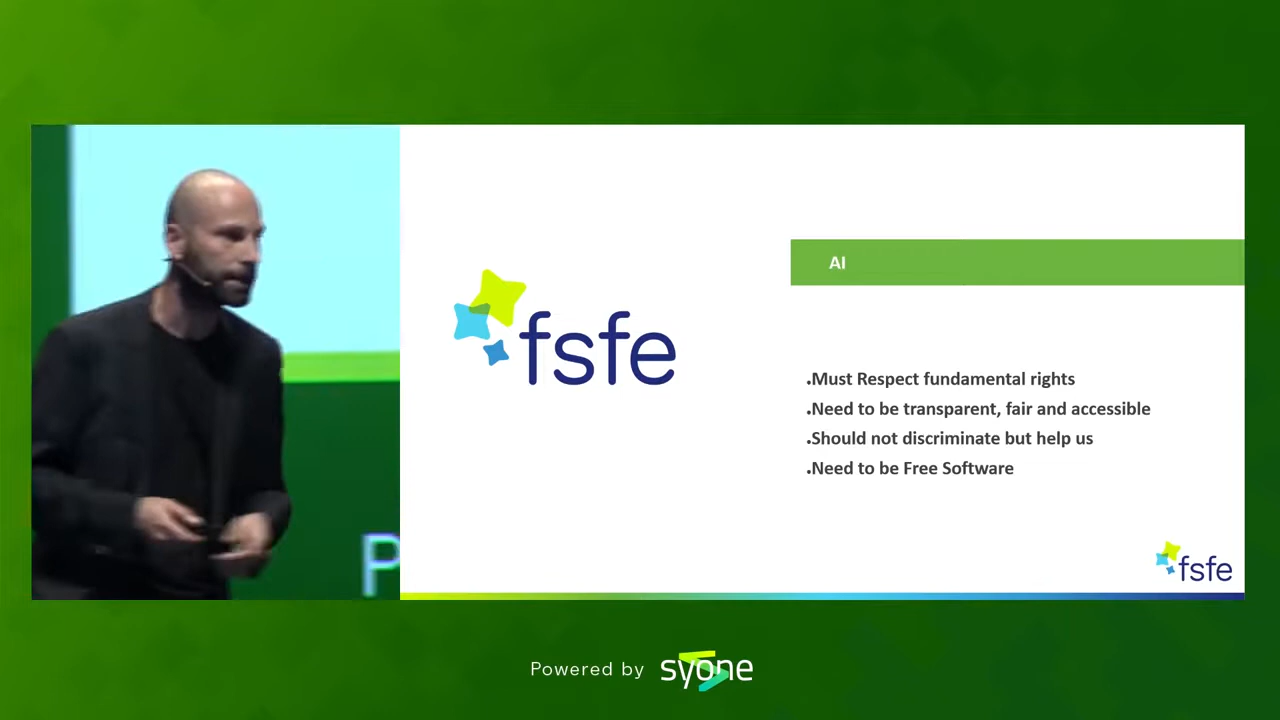 AI
fsfe
.Must Respect fundamental rights
.Need to be transparent, fair and accessible
.Should not discriminate but help us
.Need to be Free Software
fsfe
P
Powered by syone